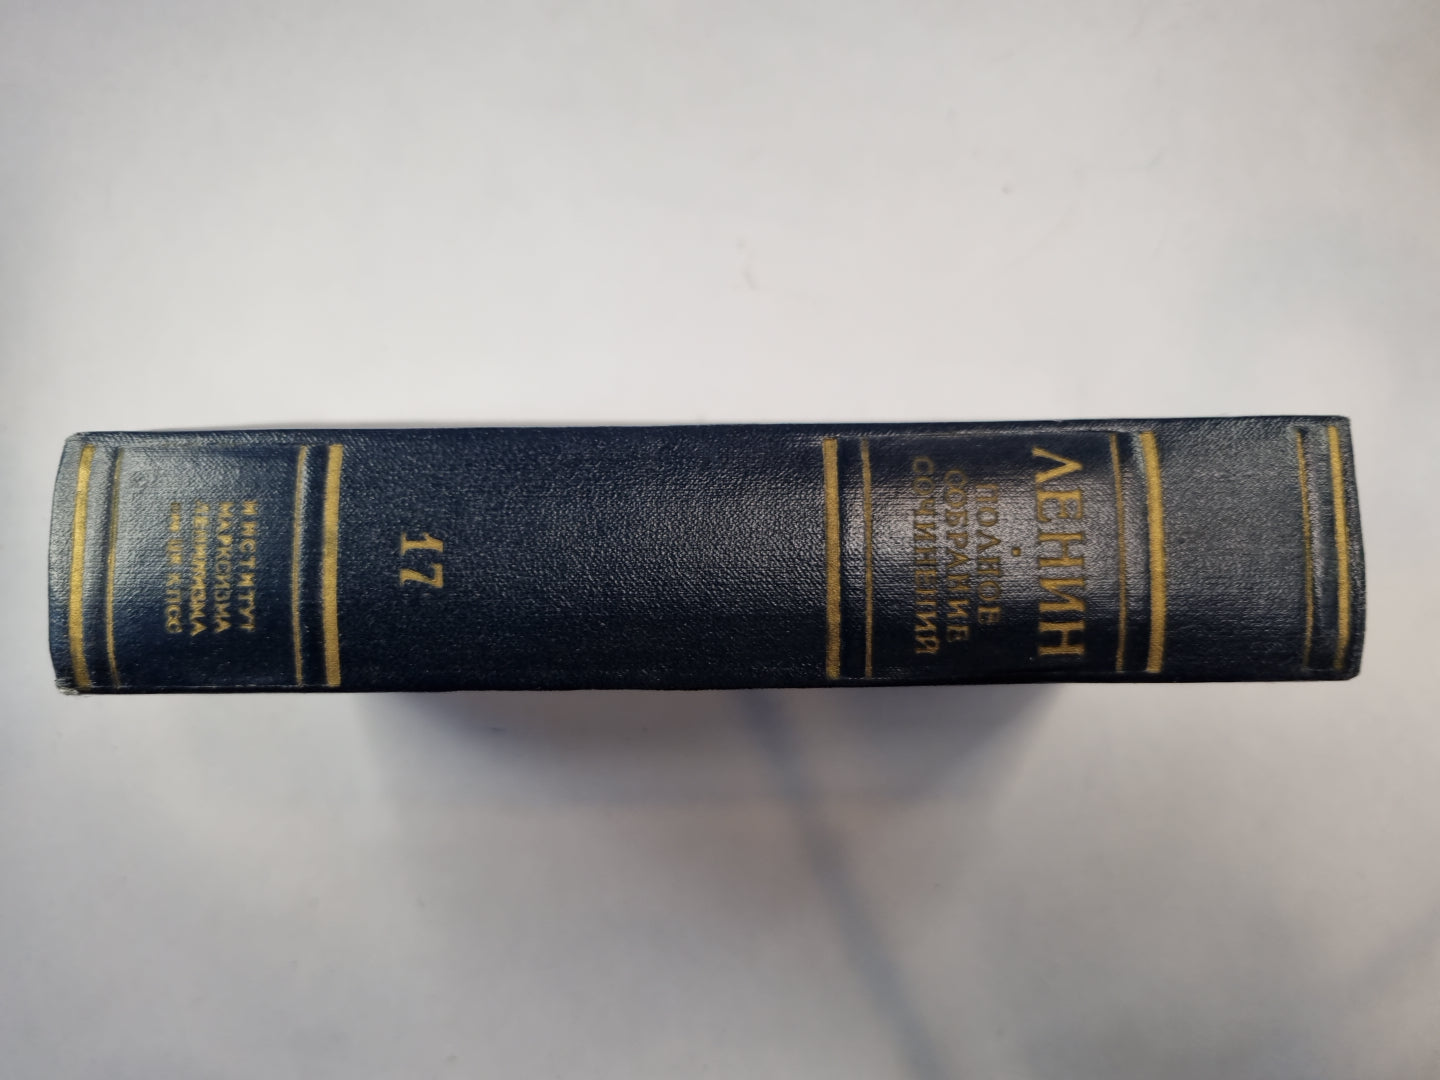 ЛЕНИН
•
ПОЛНОЕ
СОБРАНИЕ
СОЧИНЕНИЙ
17
ИНСТИТУТ
МАРКСИЗМА
ЛЕНИНИЗМА
ПРИ ЦК КПСС